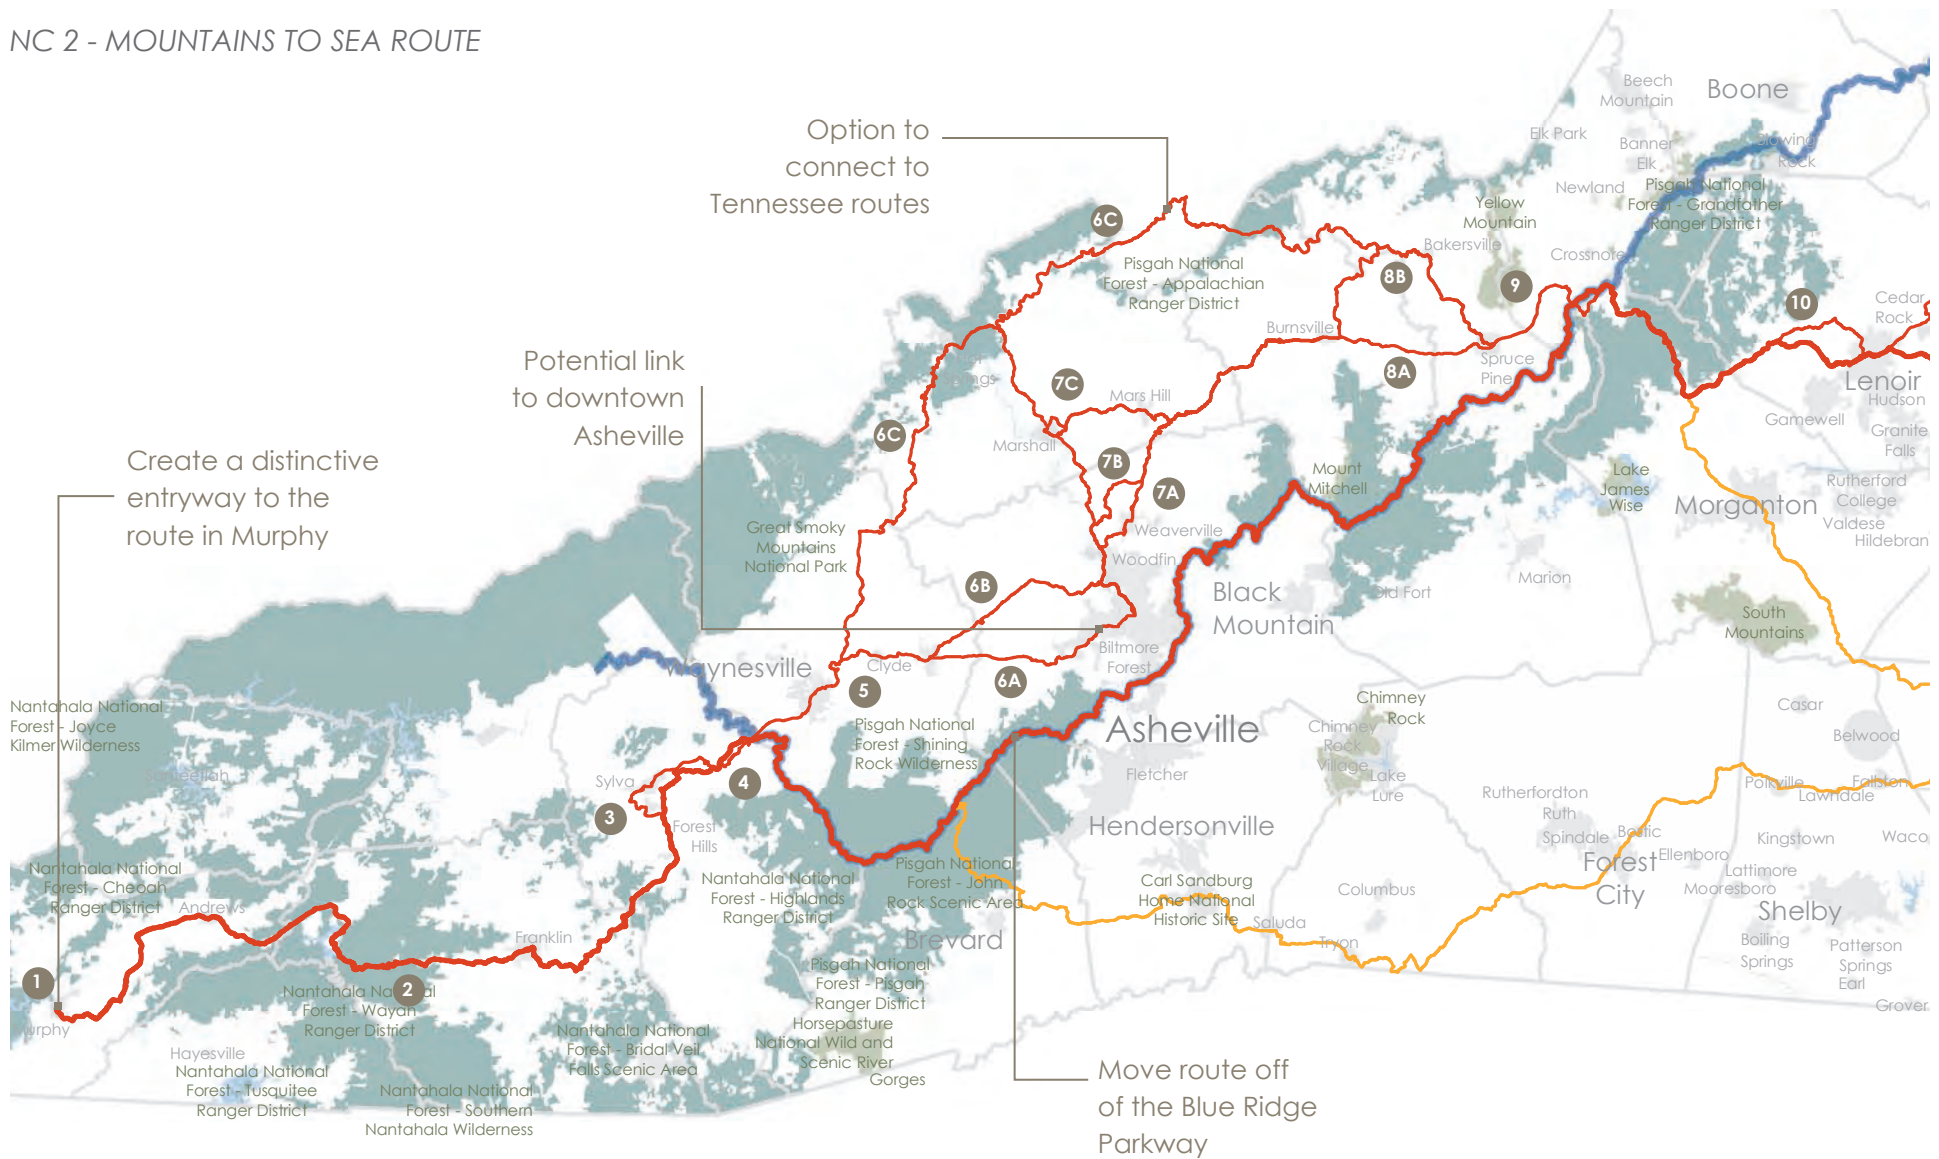 NC 2 - MOUNTAINS TO SEA ROUTE
Option to
connect to
Tennessee routes
Potential link
to downtown
Asheville
Create a distinctive
entryway to the
route in Murphy
Move route off
of the Blue Ridge
Parkway
Beech
Mountain
Boone
Elk Park
Banner
Elk
Blowing
Rock
Newland
Pisgah National
Forest - Grandfather
Ranger District
Yellow
Mountain
Bakersville
Crossnore
6C
Pisgah National
Forest - Appalachian
Ranger District
8B
9
10
Cedar
Rock
Burnsville
Spruce
Pine
8A
Springs
7C
Mars Hill
Lenoir
Hudson
Gamewell
Granite
Falls
6C
Marshall
7B
7A
Mount
Mitchell
Lake
James
Wise
Rutherford
College
Morganton
Valdese
Hildebran
Great Smoky
Mountains
National Park
Weaverville
Woodfin
6B
Black
Mountain
Old Fort
Marion
South
Mountains
Waynesville
Clyde
Biltmore
Forest
5
6A
Nantahala National
Forest - Joyce
Kilmer Wilderness
Pisgah National
Forest - Shining
Rock Wilderness
Asheville
Chimney
Rock
Chimney
Rock
Village
Lake
Lure
Casar
Belwood
Santeetlah
Sylva
4
Fletcher
Polkville
Fallston
Lawndale
3
Forest
Hills
Hendersonville
Rutherfordton
Ruth
Spindale
Bostic
Forest
City
Ellenboro
Kingstown
Waco
Lattimore
Mooresboro
Shelby
Nantahala National
Forest - Cheoah
Ranger District
Andrews
Nantahala National
Forest - Highlands
Ranger District
Pisgah National
Forest - John
Rock Scenic Area
Carl Sandburg
Home National
Historic Site
Columbus
Saluda
Tryon
Franklin
Brevard
Boiling
Springs
Patterson
Springs
Earl
Grover
1
2
urphy
Nantahala National
Forest - Wayah
Ranger District
Pisgah National
Forest - Pisgah
Ranger District
Horsepasture
National Wild and
Scenic River
Gorges
Nantahala National
Forest - Bridal Veil
Falls Scenic Area
Hayesville
Nantahala National
Forest - Tusquitee
Ranger District
Nantahala National
Forest - Southern
Nantahala Wilderness